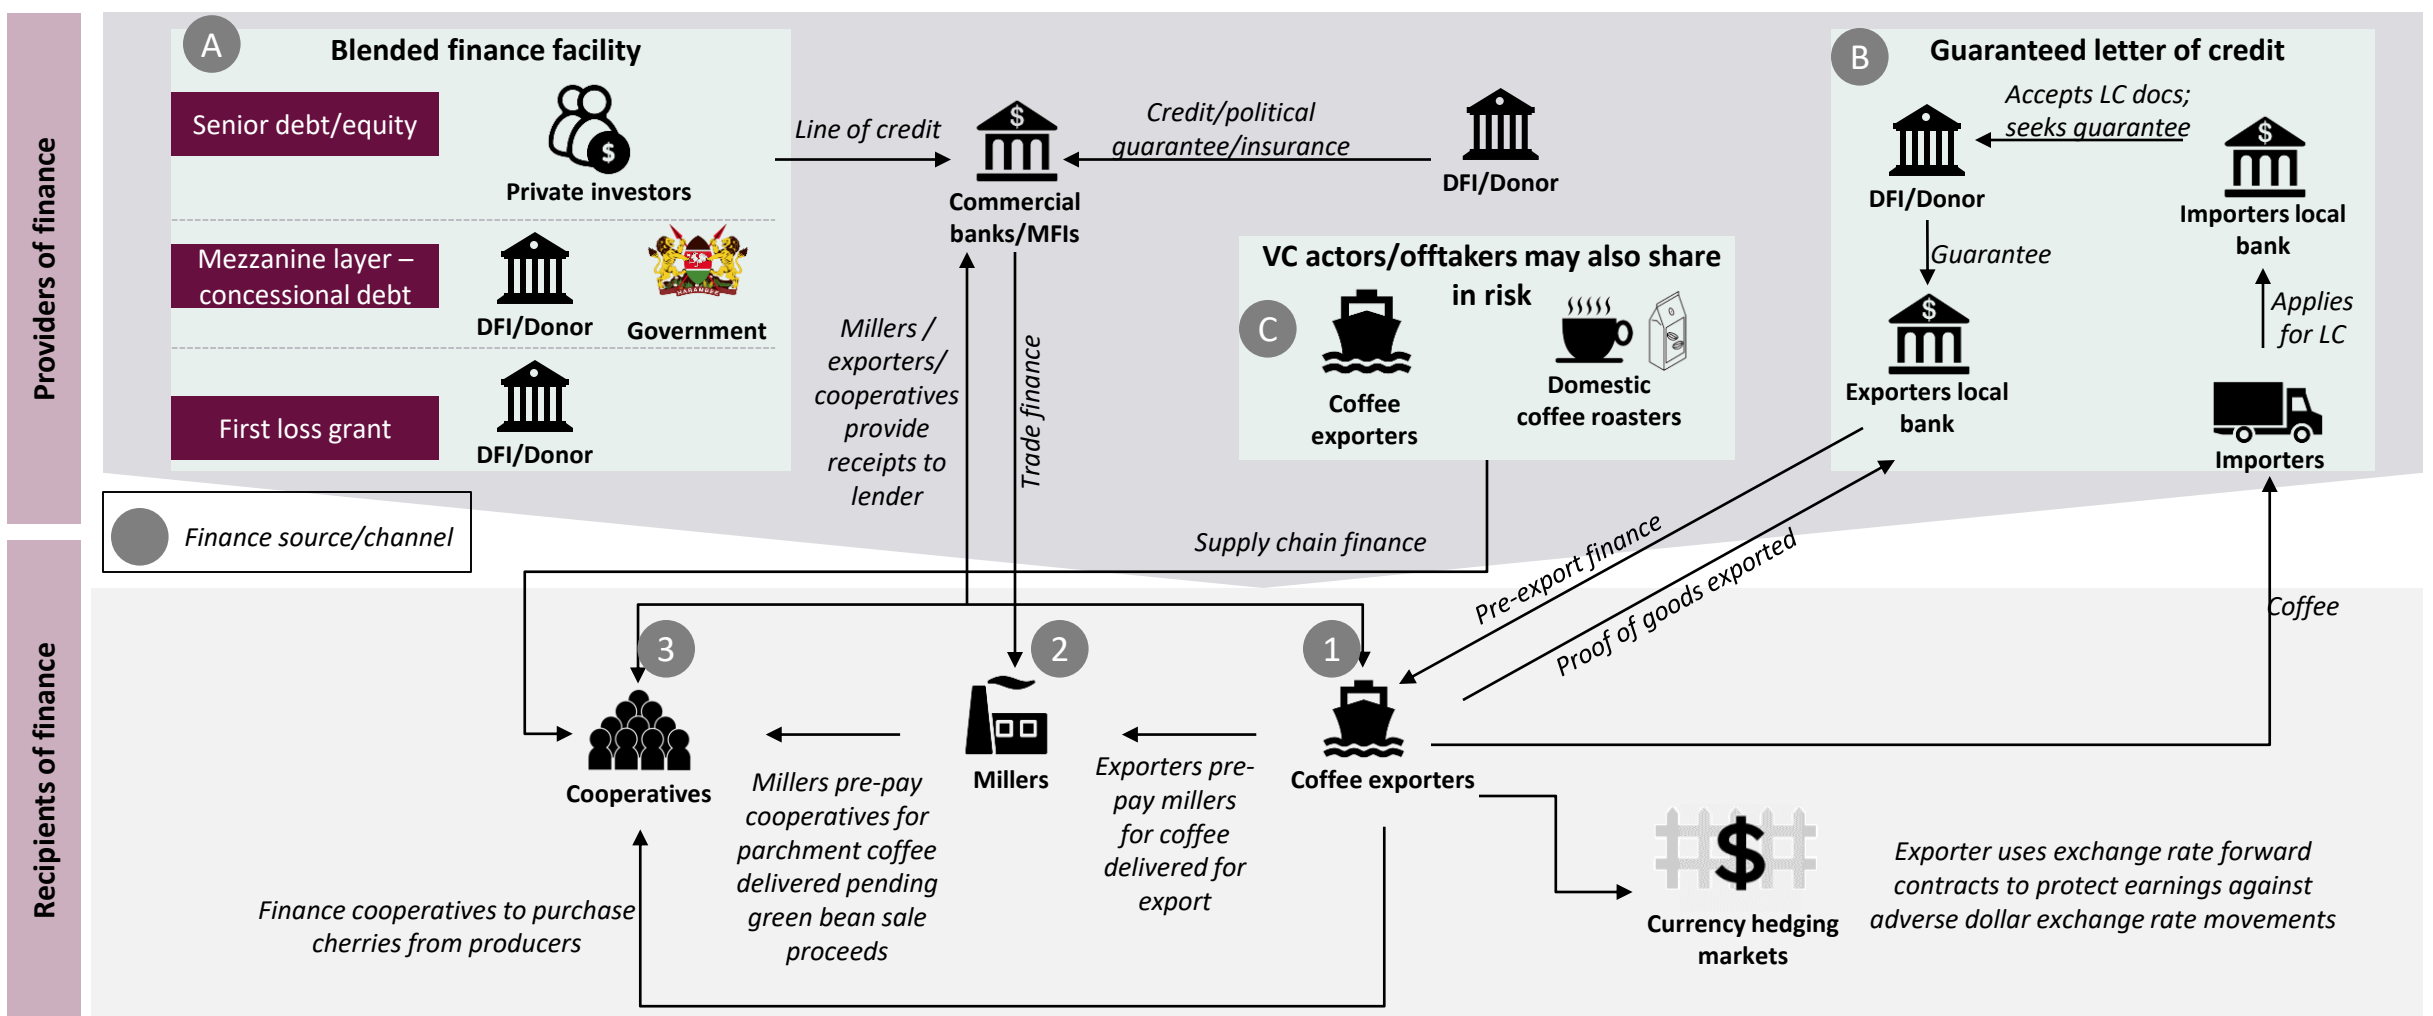 Providers of finance
Recipients of finance
A
Blended finance facility
Senior debt/equity
$
Private investors
Mezzanine layer –
concessional debt
DFI/Donor
HARAMBEE
Government
First loss grant
DFI/Donor
Line of credit
$
Commercial
banks/MFIs
Credit/political
guarantee/insurance
DFI/Donor
B
Guaranteed letter of credit
Accepts LC docs;
seeks guarantee
DFI/Donor
$
Importers local
bank
Guarantee
$
Exporters local
bank
Applies
for LC
Importers
VC actors/offtakers may also share
in risk
C
Coffee
exporters
Domestic
coffee roasters
Millers /
exporters/
cooperatives
provide
receipts to
lender
Trade finance
Finance source/channel
Supply chain finance
Pre-export finance
Proof of goods exported
Coffee
3
2
1
Cooperatives
Millers
Coffee exporters
Millers pre-pay
cooperatives for
parchment coffee
delivered pending
green bean sale
proceeds
Exporters pre-
pay millers
for coffee
delivered for
export
Finance cooperatives to purchase
cherries from producers
$
Currency hedging
markets
Exporter uses exchange rate forward
contracts to protect earnings against
adverse dollar exchange rate movements